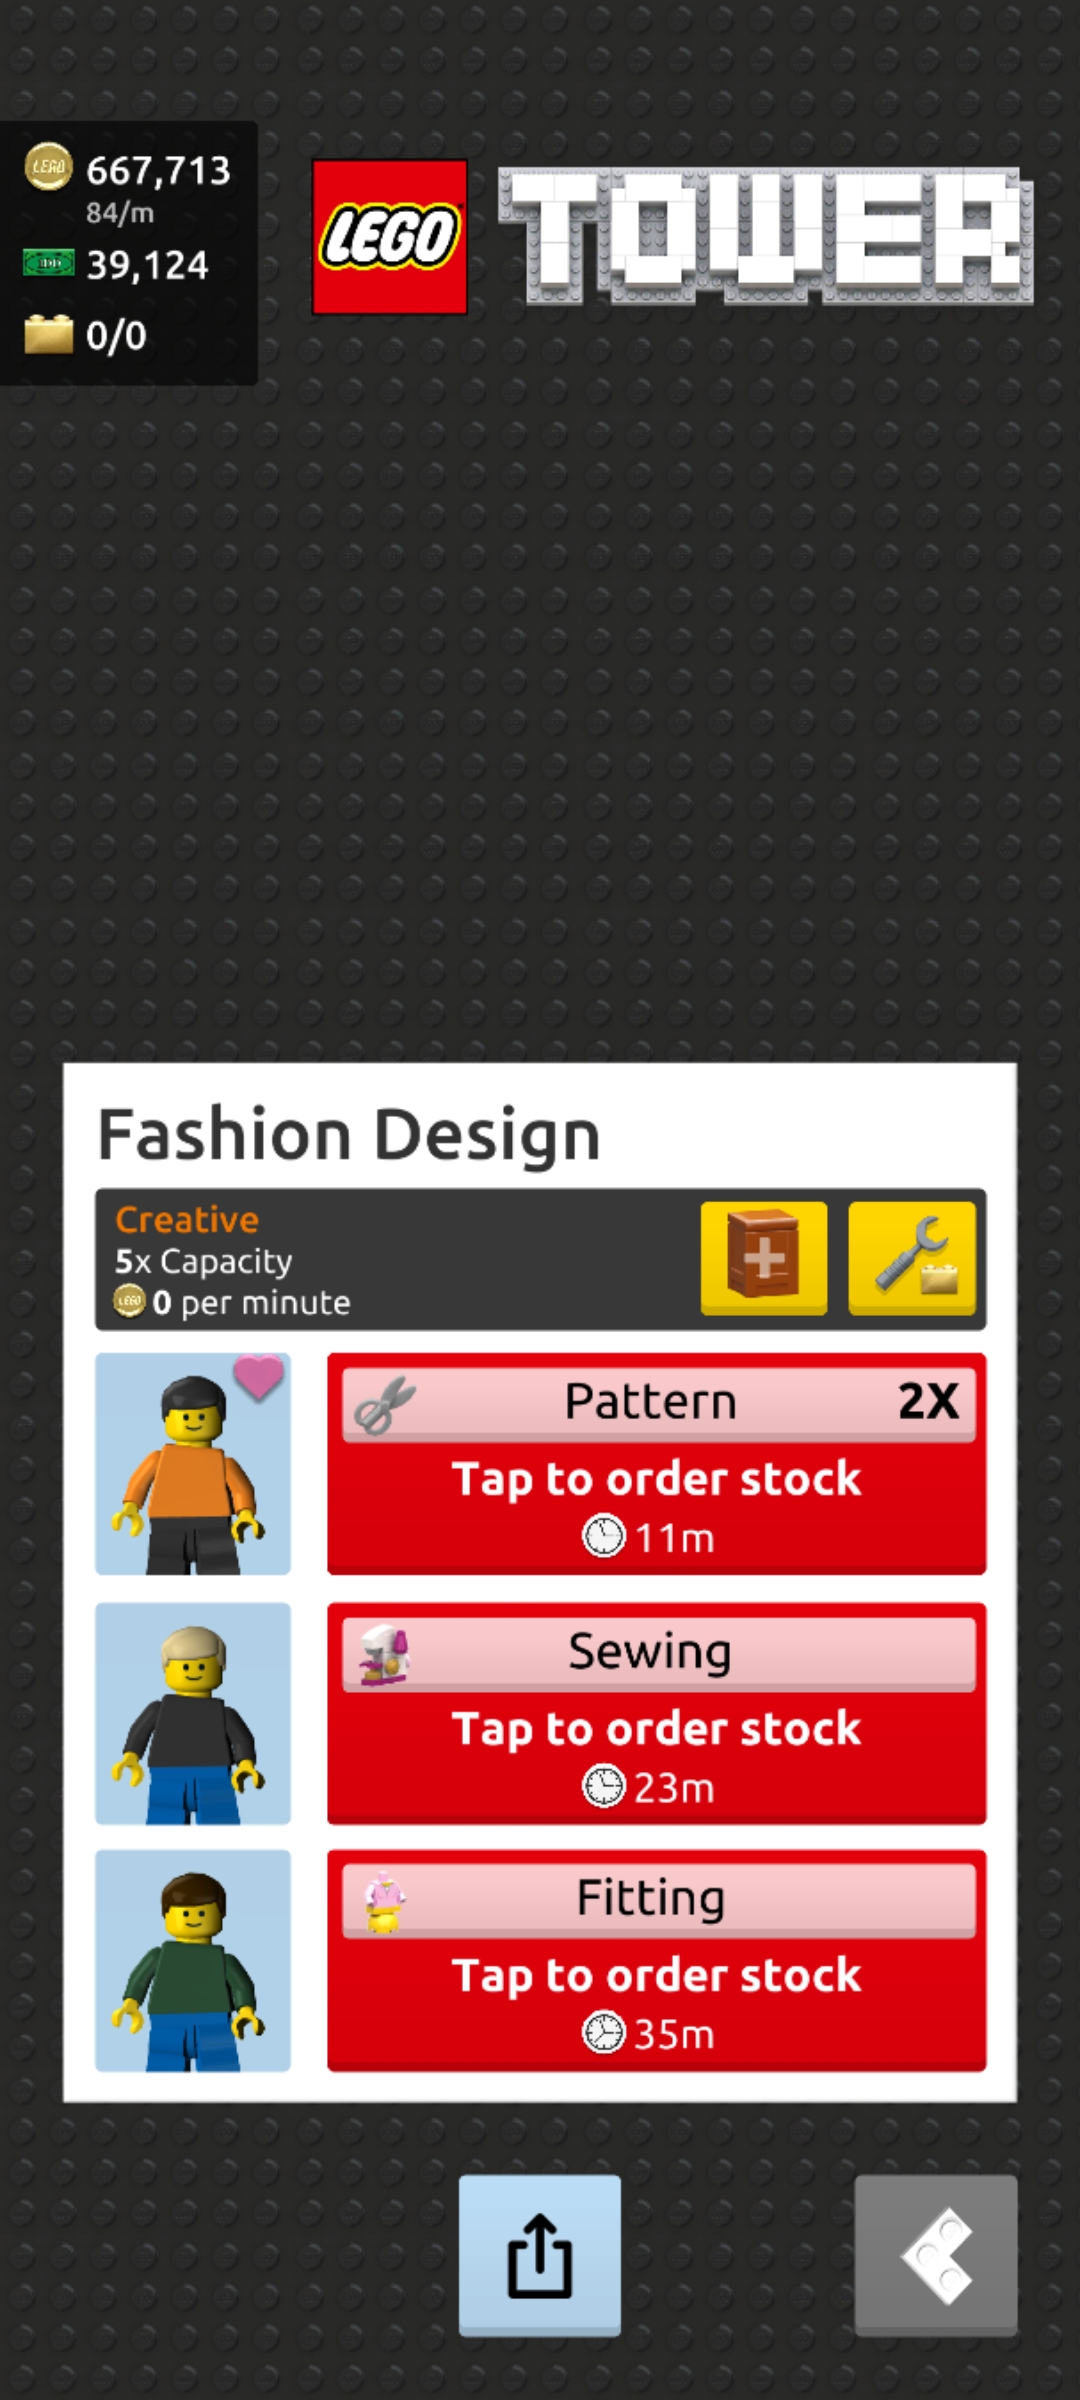 667,713
84/m
39,124
0/0
LEGO
TOWER
Fashion Design
Creative
5x Capacity
0 per minute
Pattern 2X
Tap to order stock
11m
Sewing
Tap to order stock
23m
Fitting
Tap to order stock
35m